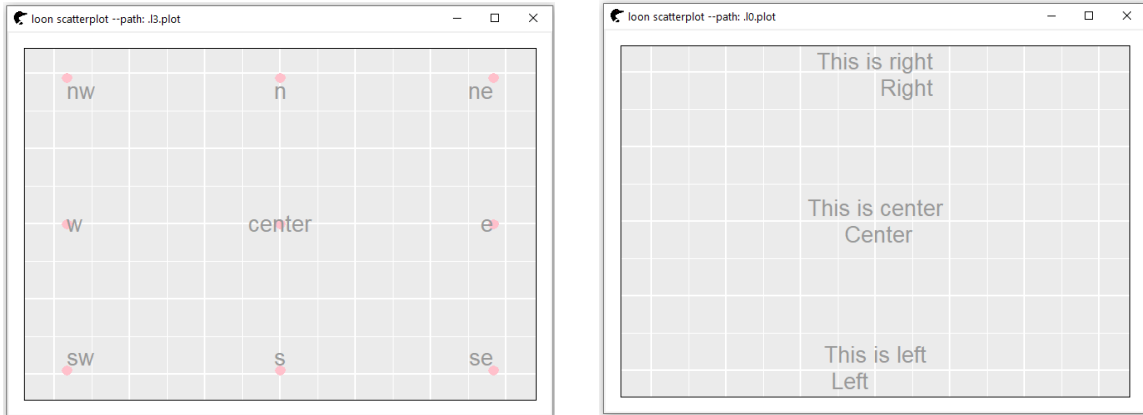 loon scatterplot --path: .l3.plot
nw n ne
w center e
sw s se
loon scatterplot --path: .l0.plot
This is right
Right
This is center
Center
This is left
Left